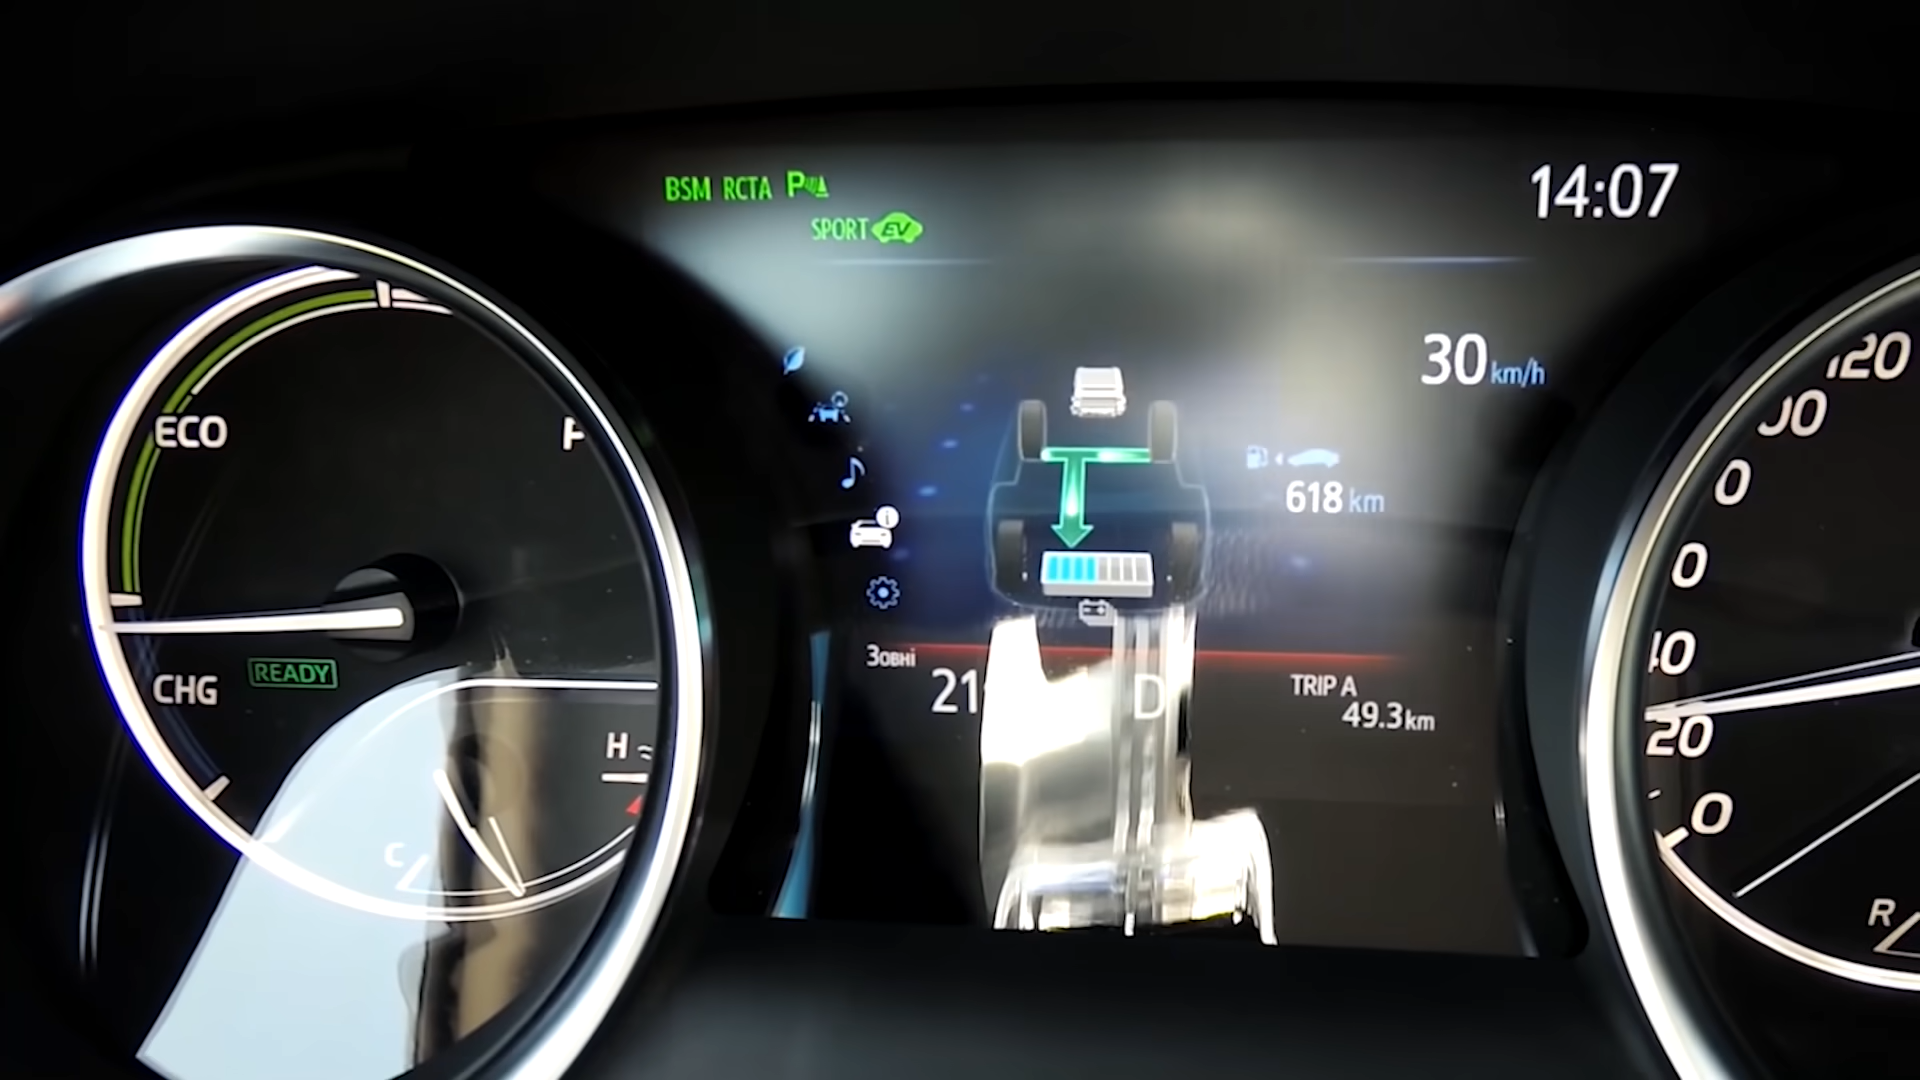 BSM RCTA P
SPORT EV
14:07
30 km/h
618 km
Зовні
21
D
TRIP A
49.3 km
ECO
CHG
READY
H
C
120
40
20
0
R